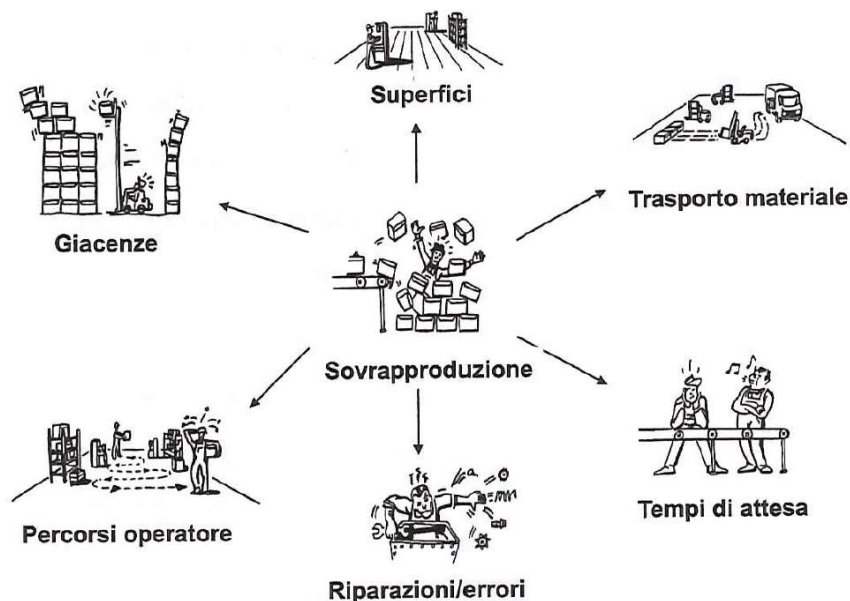 Superfici
Trasporto materiale
Giacenze
Sovrapproduzione
Percorsi operatore
Tempi di attesa
Riparazioni/errori